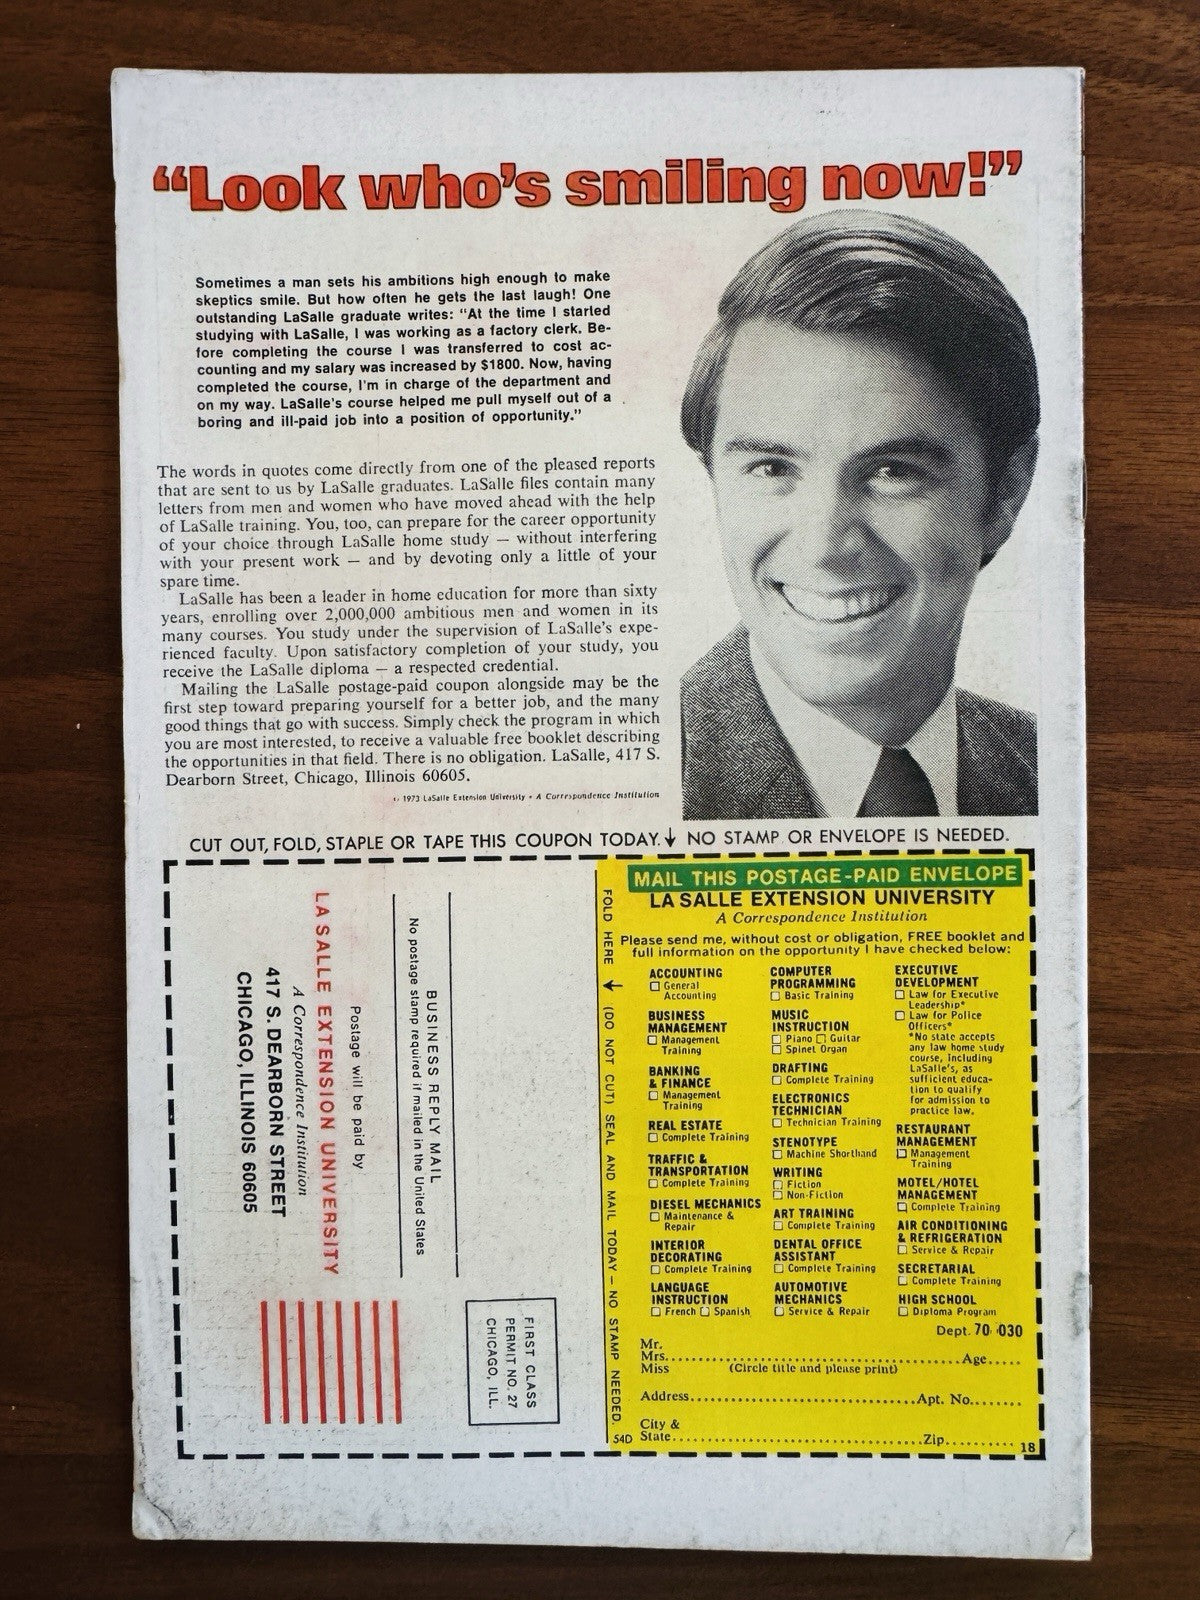 “Look who’s smiling now!”
Sometimes a man sets his ambitions high enough to make
skeptics smile. But how often he gets the last laugh! One
outstanding LaSalle graduate writes: “At the time I started
studying with LaSalle, I was working as a factory clerk. Be-
fore completing the course I was transferred to cost ac-
counting and my salary was increased by $1800. Now, having
completed the course, I’m in charge of the department and
on my way. LaSalle’s course helped me pull myself out of a
boring and ill-paid job into a position of opportunity.”
The words in quotes come directly from one of the pleased reports
that are sent to us by LaSalle graduates. LaSalle files contain many
letters from men and women who have moved ahead with the help
of LaSalle training. You, too, can prepare for the career opportunity
of your choice through LaSalle home study — without interfering
with your present work — and by devoting only a little of your
spare time.
LaSalle has been a leader in home education for more than sixty
years, enrolling over 2,000,000 ambitious men and women in its
many courses. You study under the supervision of LaSalle’s expe-
rienced faculty. Upon satisfactory completion of your study, you
receive the LaSalle diploma — a respected credential.
Mailing the LaSalle postage-paid coupon alongside may be the
first step toward preparing yourself for a better job, and the many
good things that go with success. Simply check the program in which
you are most interested, to receive a valuable free booklet describing
the opportunities in that field. There is no obligation. LaSalle, 417 S.
Dearborn Street, Chicago, Illinois 60605.
© 1973 LaSalle Extension University • A Correspondence Institution
CUT OUT, FOLD, STAPLE OR TAPE THIS COUPON TODAY. ↓ NO STAMP OR ENVELOPE IS NEEDED.
FIRST CLASS
PERMIT NO. 27
CHICAGO, ILL.
BUSINESS REPLY MAIL
No postage stamp required if mailed in the United States
Postage will be paid by
LA SALLE EXTENSION UNIVERSITY
A Correspondence Institution
417 S. DEARBORN STREET
CHICAGO, ILLINOIS 60605
FOLD HERE ← (DO NOT CUT) SEAL AND MAIL TODAY — NO STAMP NEEDED.
MAIL THIS POSTAGE-PAID ENVELOPE
LA SALLE EXTENSION UNIVERSITY
A Correspondence Institution
Please send me, without cost or obligation, FREE booklet and
full information on the opportunity I have checked below:
ACCOUNTING
☐ General
Accounting
BUSINESS
MANAGEMENT
☐ Management
Training
BANKING
& FINANCE
☐ Management
Training
REAL ESTATE
☐ Complete Training
TRAFFIC &
TRANSPORTATION
☐ Complete Training
DIESEL MECHANICS
☐ Maintenance &
Repair
INTERIOR
DECORATING
☐ Complete Training
LANGUAGE
INSTRUCTION
☐ French ☐ Spanish
COMPUTER
PROGRAMMING
☐ Basic Training
MUSIC
INSTRUCTION
☐ Piano ☐ Guitar
☐ Spinet Organ
DRAFTING
☐ Complete Training
ELECTRONICS
TECHNICIAN
☐ Technician Training
STENOTYPE
☐ Machine Shorthand
WRITING
☐ Fiction
☐ Non-Fiction
ART TRAINING
☐ Complete Training
DENTAL OFFICE
ASSISTANT
☐ Complete Training
AUTOMOTIVE
MECHANICS
☐ Service & Repair
EXECUTIVE
DEVELOPMENT
☐ Law for Executive
Leadership*
☐ Law for Police
Officers*
*No state accepts
any law home study
course, including
LaSalle’s, as
sufficient educa-
tion to qualify
for admission to
practice law.
RESTAURANT
MANAGEMENT
☐ Management
Training
MOTEL/HOTEL
MANAGEMENT
☐ Complete Training
AIR CONDITIONING
& REFRIGERATION
☐ Service & Repair
SECRETARIAL
☐ Complete Training
HIGH SCHOOL
☐ Diploma Program
Dept. 70-030
Mr.
Mrs. Age
Miss (Circle title and please print)
Address Apt. No.
City &
State Zip
54D
18